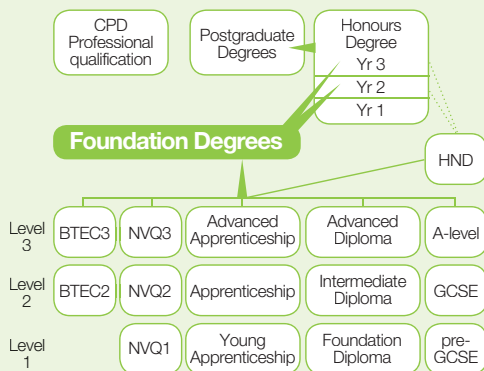 CPD
Professional
qualification
Postgraduate
Degrees
Honours
Degree
Yr 3
Yr 2
Yr 1
Foundation Degrees
HND
Level
3
BTEC3
NVQ3
Advanced
Apprenticeship
Advanced
Diploma
A-level
Level
2
BTEC2
NVQ2
Apprenticeship
Intermediate
Diploma
GCSE
Level
1
NVQ1
Young
Apprenticeship
Foundation
Diploma
pre-
GCSE